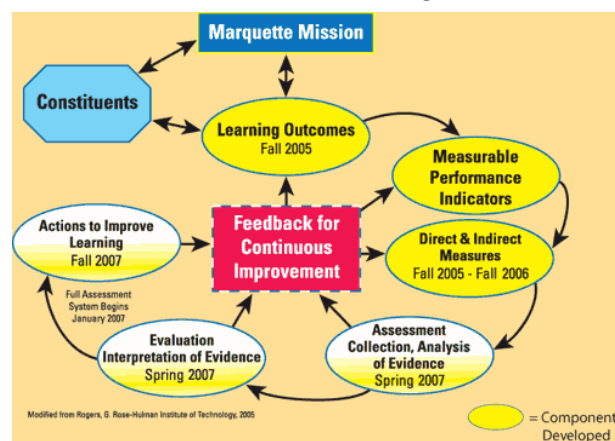 Marquette Mission
Constituents
Learning Outcomes
Fall 2005
Measurable
Performance
Indicators
Actions to Improve
Learning
Fall 2007
Feedback for
Continuous
Improvement
Direct & Indirect
Measures
Fall 2005 - Fall 2006
Full Assessment
System Begins
January 2007
Evaluation
Interpretation of Evidence
Spring 2007
Assessment
Collection, Analysis
of Evidence
Spring 2007
Modified from Rogers, G. Rose-Hulman Institute of Technology, 2005
= Component
Developed